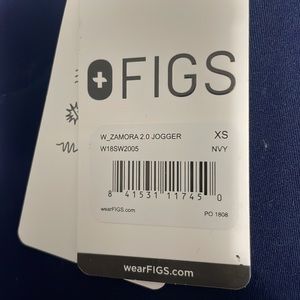 FIGS
W_ZAMORA 2.0 JOGGER XS
W18SW2005 NVY
8 41531 11745 0
wearFIGS.com PO 1808
wearFIGS.com